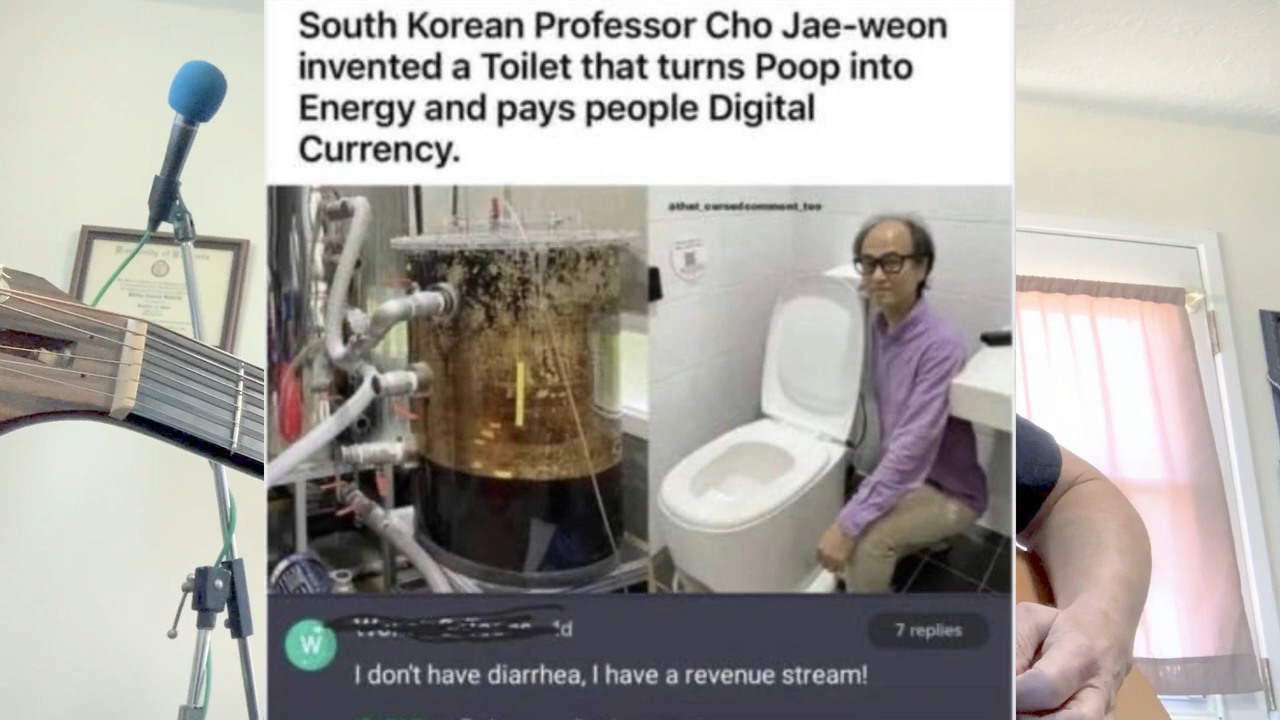 South Korean Professor Cho Jae-weon
invented a Toilet that turns Poop into
Energy and pays people Digital
Currency.
@that_cursedcomment_too
W
1d
7 replies
I don't have diarrhea, I have a revenue stream!